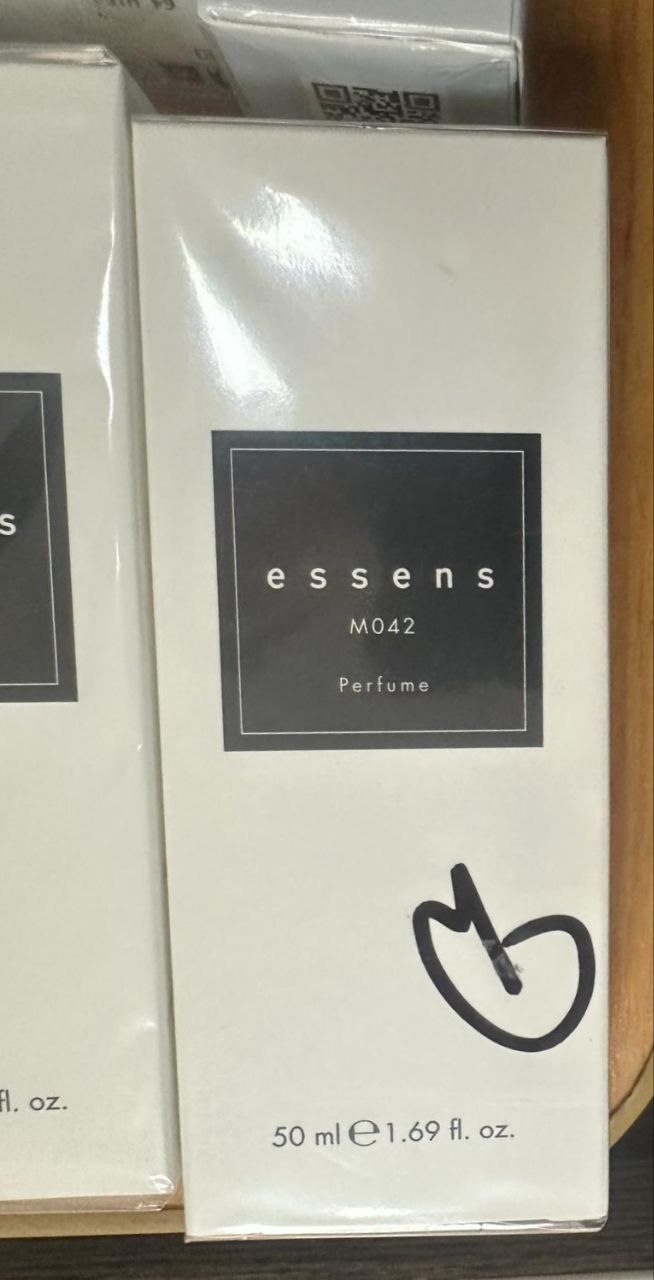 essens
M042
Perfume
50 ml ℮ 1.69 fl. oz.
s
fl. oz.